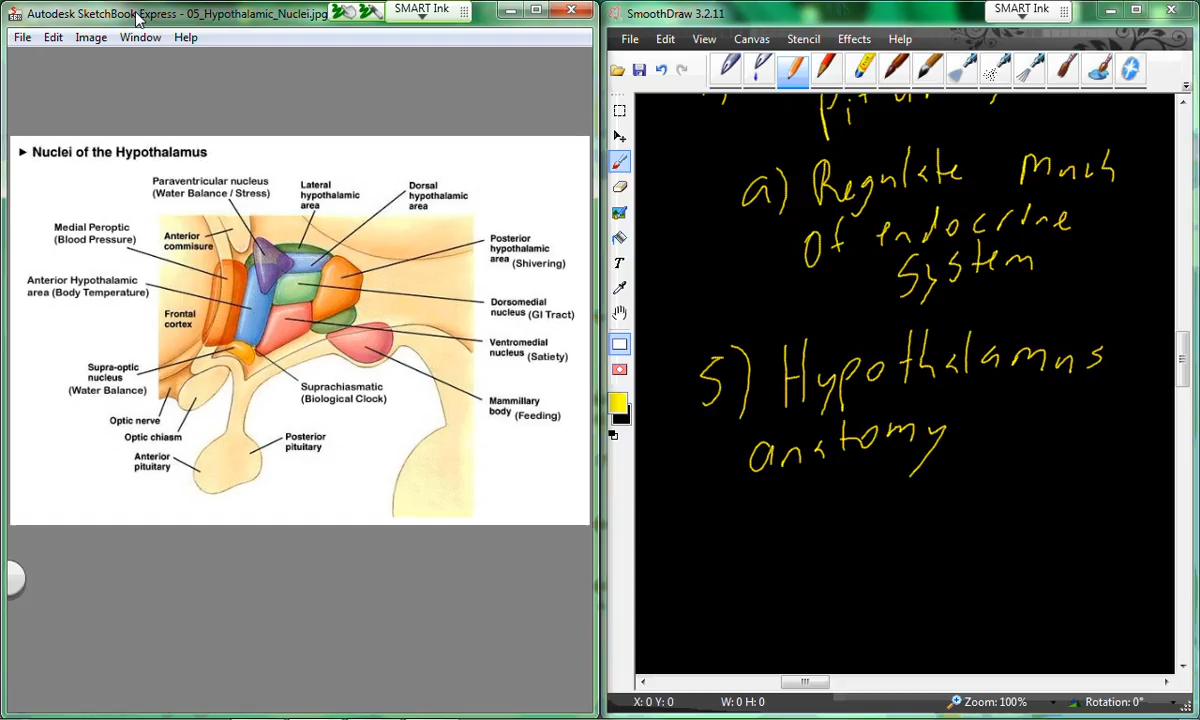 Autodesk SketchBook Express - 05_Hypothalamic_Nuclei.jpg
SMART Ink
File Edit Image Window Help
► Nuclei of the Hypothalamus
Paraventricular nucleus
(Water Balance / Stress)
Lateral
hypothalamic
area
Dorsal
hypothalamic
area
Medial Peroptic
(Blood Pressure)
Anterior
commisure
Posterior
hypothalamic
area (Shivering)
Anterior Hypothalamic
area (Body Temperature)
Dorsomedial
nucleus (GI Tract)
Frontal
cortex
Ventromedial
nucleus (Satiety)
Supra-optic
nucleus
(Water Balance)
Suprachiasmatic
(Biological Clock)
Mammillary
body (Feeding)
Optic nerve
Optic chiasm
Posterior
pituitary
Anterior
pituitary
SmoothDraw 3.2.11
SMART Ink
File Edit View Canvas Stencil Effects Help
a) Regulate Much
of endocrine
system
5) Hypothalamus
anatomy
X: 0 Y: 0 W: 0 H: 0 Zoom: 100% Rotation: 0°